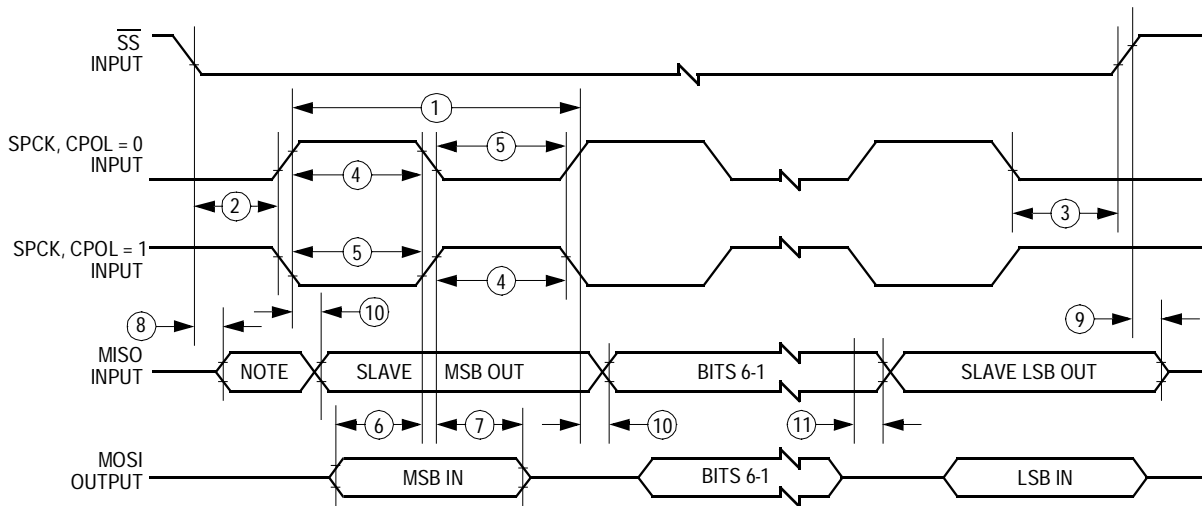 SS
INPUT
1
SPCK, CPOL = 0
INPUT
5
4
2
3
SPCK, CPOL = 1
INPUT
5
4
8
10
9
MISO
INPUT
NOTE
SLAVE
MSB OUT
BITS 6-1
SLAVE LSB OUT
6
7
10
11
MOSI
OUTPUT
MSB IN
BITS 6-1
LSB IN